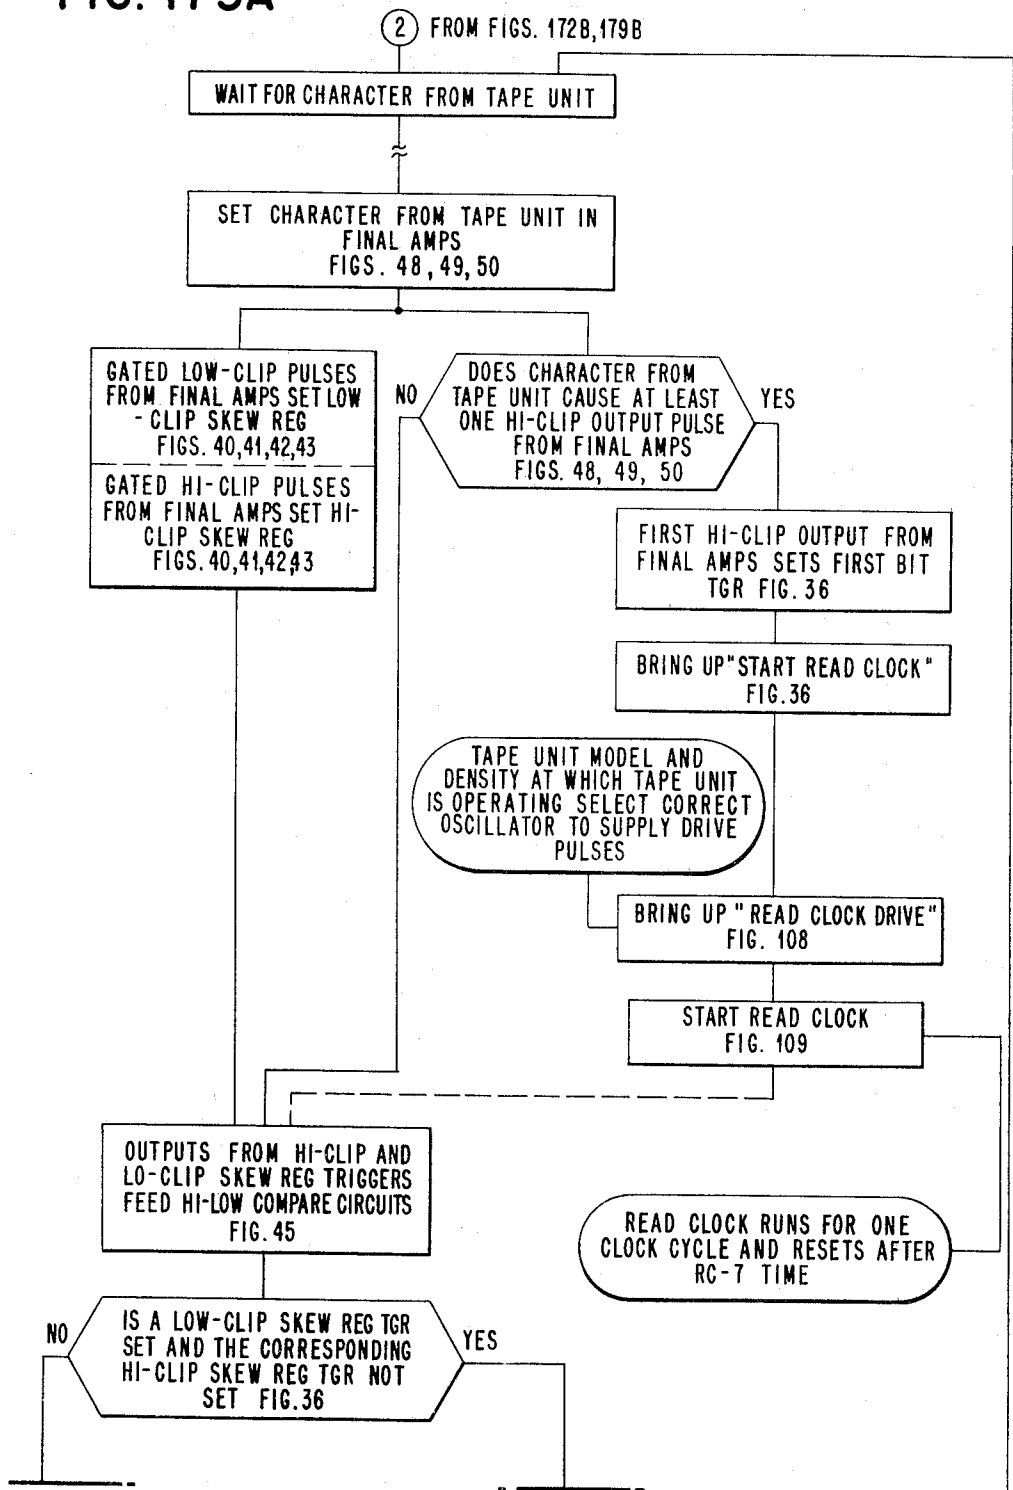 2 FROM FIGS. 172B,179B
WAIT FOR CHARACTER FROM TAPE UNIT
SET CHARACTER FROM TAPE UNIT IN
FINAL AMPS
FIGS. 48,49,50
GATED LOW-CLIP PULSES
FROM FINAL AMPS SET LOW
-CLIP SKEW REG
FIGS. 40,41,42,43
GATED HI-CLIP PULSES
FROM FINAL AMPS SET HI-
CLIP SKEW REG
FIGS. 40,41,42,43
NO
DOES CHARACTER FROM
TAPE UNIT CAUSE AT LEAST
ONE HI-CLIP OUTPUT PULSE
FROM FINAL AMPS
FIGS. 48, 49, 50
YES
FIRST HI-CLIP OUTPUT FROM
FINAL AMPS SETS FIRST BIT
TGR FIG. 36
BRING UP "START READ CLOCK"
FIG.36
TAPE UNIT MODEL AND
DENSITY AT WHICH TAPE UNIT
IS OPERATING SELECT CORRECT
OSCILLATOR TO SUPPLY DRIVE
PULSES
BRING UP "READ CLOCK DRIVE"
FIG. 108
START READ CLOCK
FIG. 109
OUTPUTS FROM HI-CLIP AND
LO-CLIP SKEW REG TRIGGERS
FEED HI-LOW COMPARE CIRCUITS
FIG. 45
READ CLOCK RUNS FOR ONE
CLOCK CYCLE AND RESETS AFTER
RC-7 TIME
NO
IS A LOW-CLIP SKEW REG TGR
SET AND THE CORRESPONDING
HI-CLIP SKEW REG TGR NOT
SET FIG.36
YES